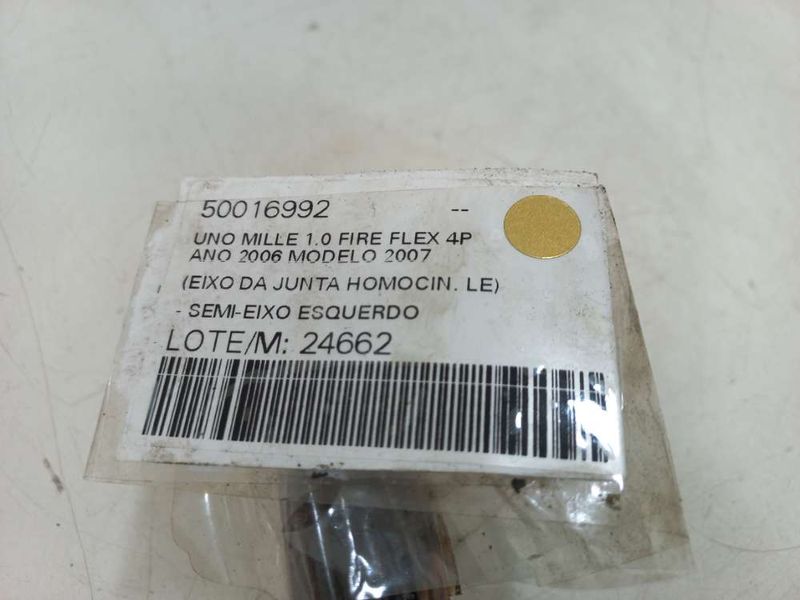 50016992 --
UNO MILLE 1.0 FIRE FLEX 4P
ANO 2006 MODELO 2007
(EIXO DA JUNTA HOMOCIN. LE)
- SEMI-EIXO ESQUERDO
LOTE/M: 24662